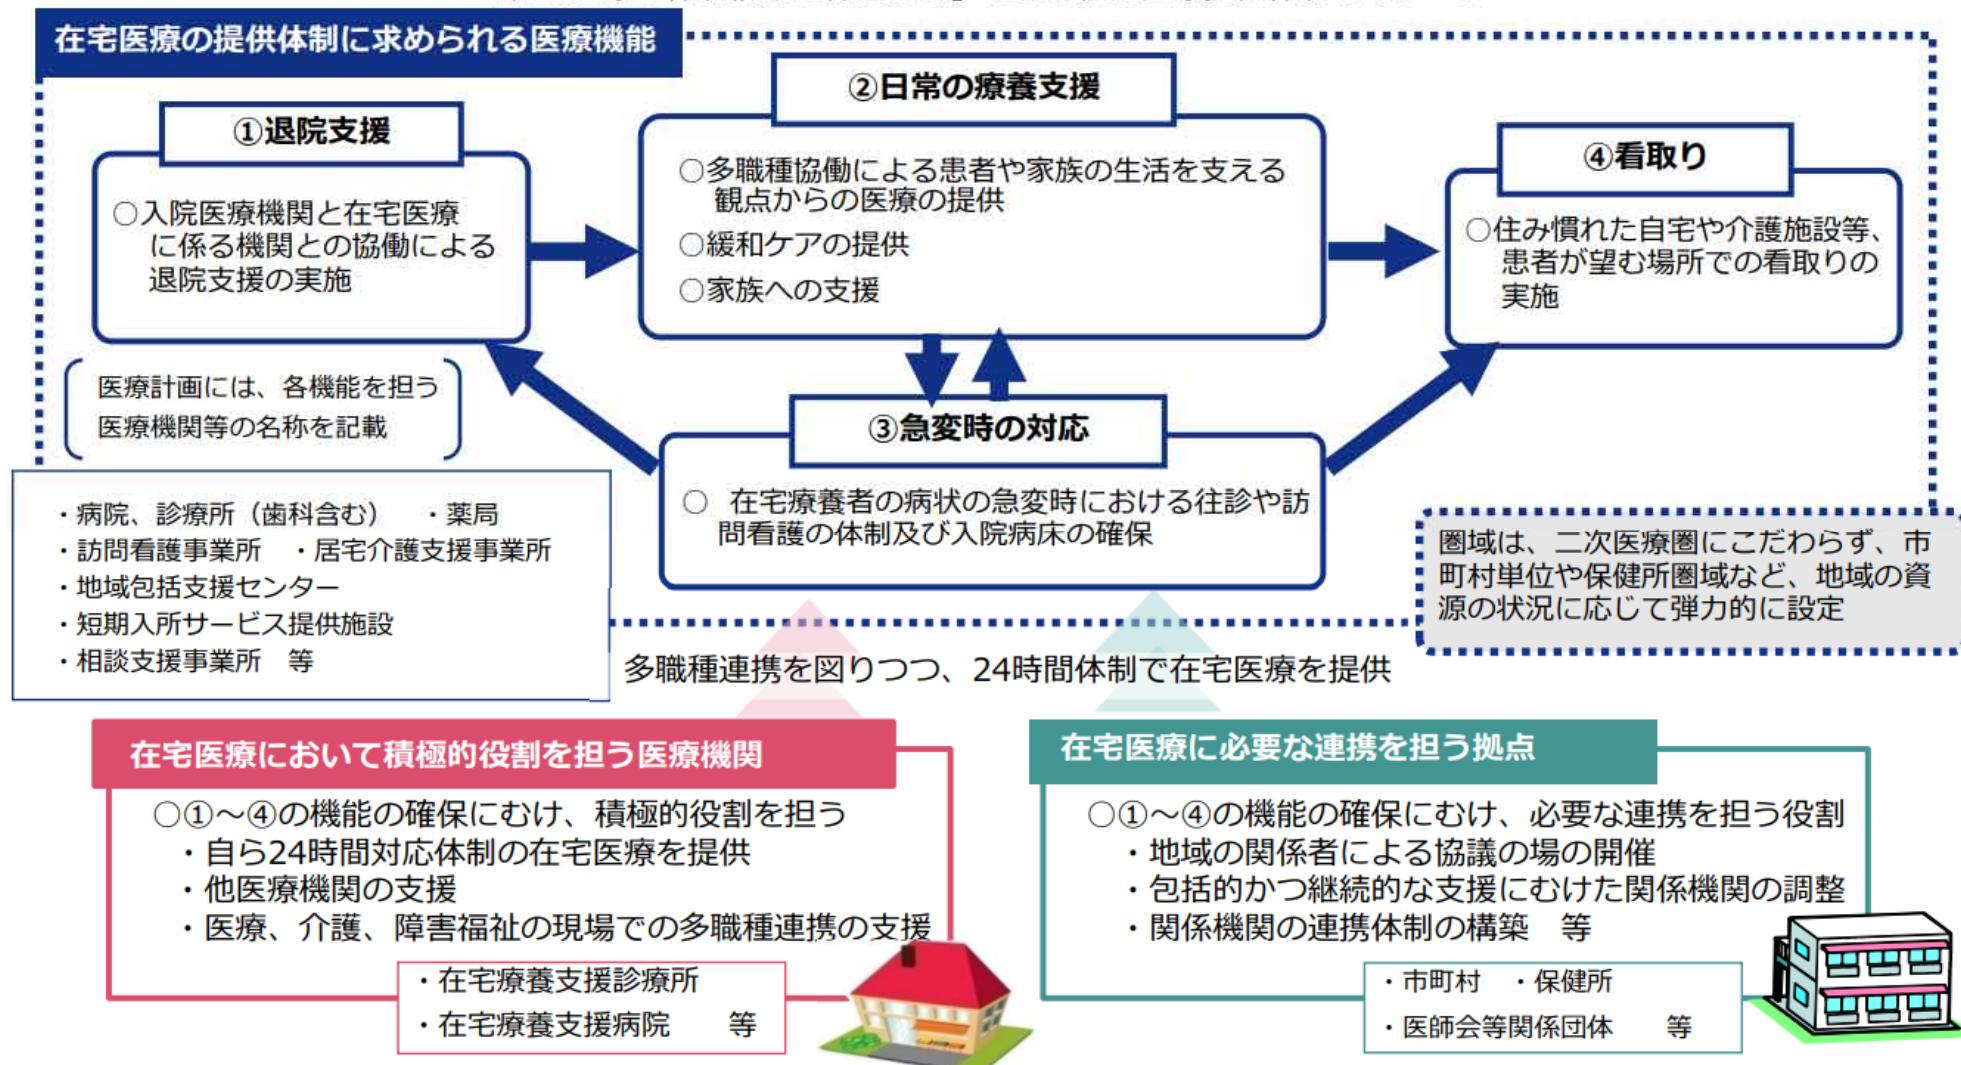 在宅医療の提供体制に求められる医療機能
①退院支援
○入院医療機関と在宅医療
に係る機関との協働による
退院支援の実施
②日常の療養支援
○多職種協働による患者や家族の生活を支える
観点からの医療の提供
○緩和ケアの提供
○家族への支援
④看取り
○住み慣れた自宅や介護施設等、
患者が望む場所での看取りの
実施
医療計画には、各機能を担う
医療機関等の名称を記載
③急変時の対応
○ 在宅療養者の病状の急変時における往診や訪
問看護の体制及び入院病床の確保
・病院、診療所（歯科含む） ・薬局
・訪問看護事業所 ・居宅介護支援事業所
・地域包括支援センター
・短期入所サービス提供施設
・相談支援事業所 等
圏域は、二次医療圏にこだわらず、市
町村単位や保健所圏域など、地域の資
源の状況に応じて弾力的に設定
多職種連携を図りつつ、24時間体制で在宅医療を提供
在宅医療において積極的役割を担う医療機関
○①～④の機能の確保にむけ、積極的役割を担う
・自ら24時間対応体制の在宅医療を提供
・他医療機関の支援
・医療、介護、障害福祉の現場での多職種連携の支援
・在宅療養支援診療所
・在宅療養支援病院 等
在宅医療に必要な連携を担う拠点
○①～④の機能の確保にむけ、必要な連携を担う役割
・地域の関係者による協議の場の開催
・包括的かつ継続的な支援にむけた関係機関の調整
・関係機関の連携体制の構築 等
・市町村 ・保健所
・医師会等関係団体 等